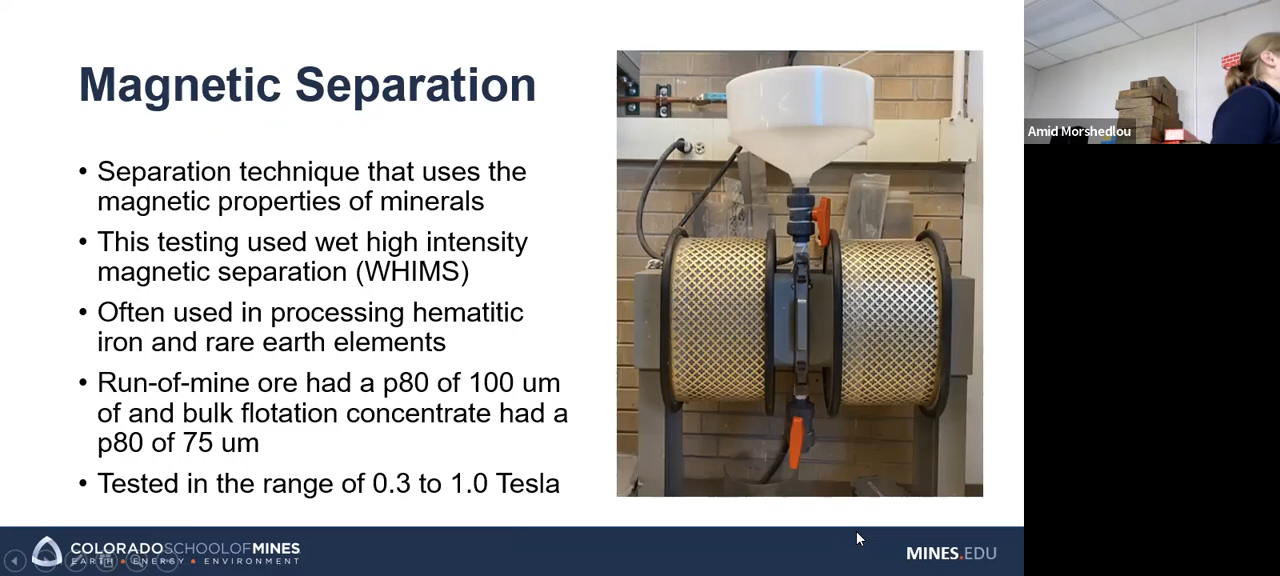 Magnetic Separation
• Separation technique that uses the
magnetic properties of minerals
• This testing used wet high intensity
magnetic separation (WHIMS)
• Often used in processing hematitic
iron and rare earth elements
• Run-of-mine ore had a p80 of 100 um
of and bulk flotation concentrate had a
p80 of 75 um
• Tested in the range of 0.3 to 1.0 Tesla
Amid Morshedlou
COLORADOSCHOOLOFMINES
EARTH • ENERGY • ENVIRONMENT
MINES.EDU